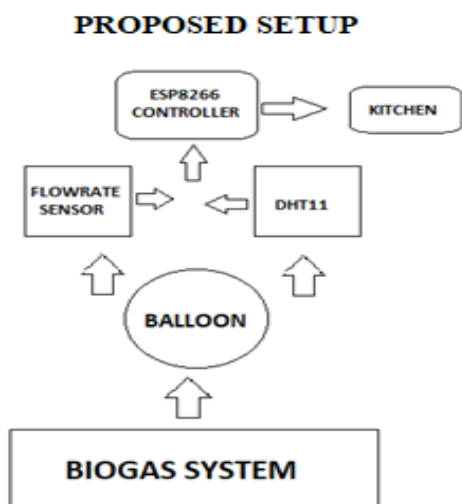 PROPOSED SETUP
ESP8266
CONTROLLER
KITCHEN
FLOWRATE
SENSOR
DHT11
BALLOON
BIOGAS SYSTEM